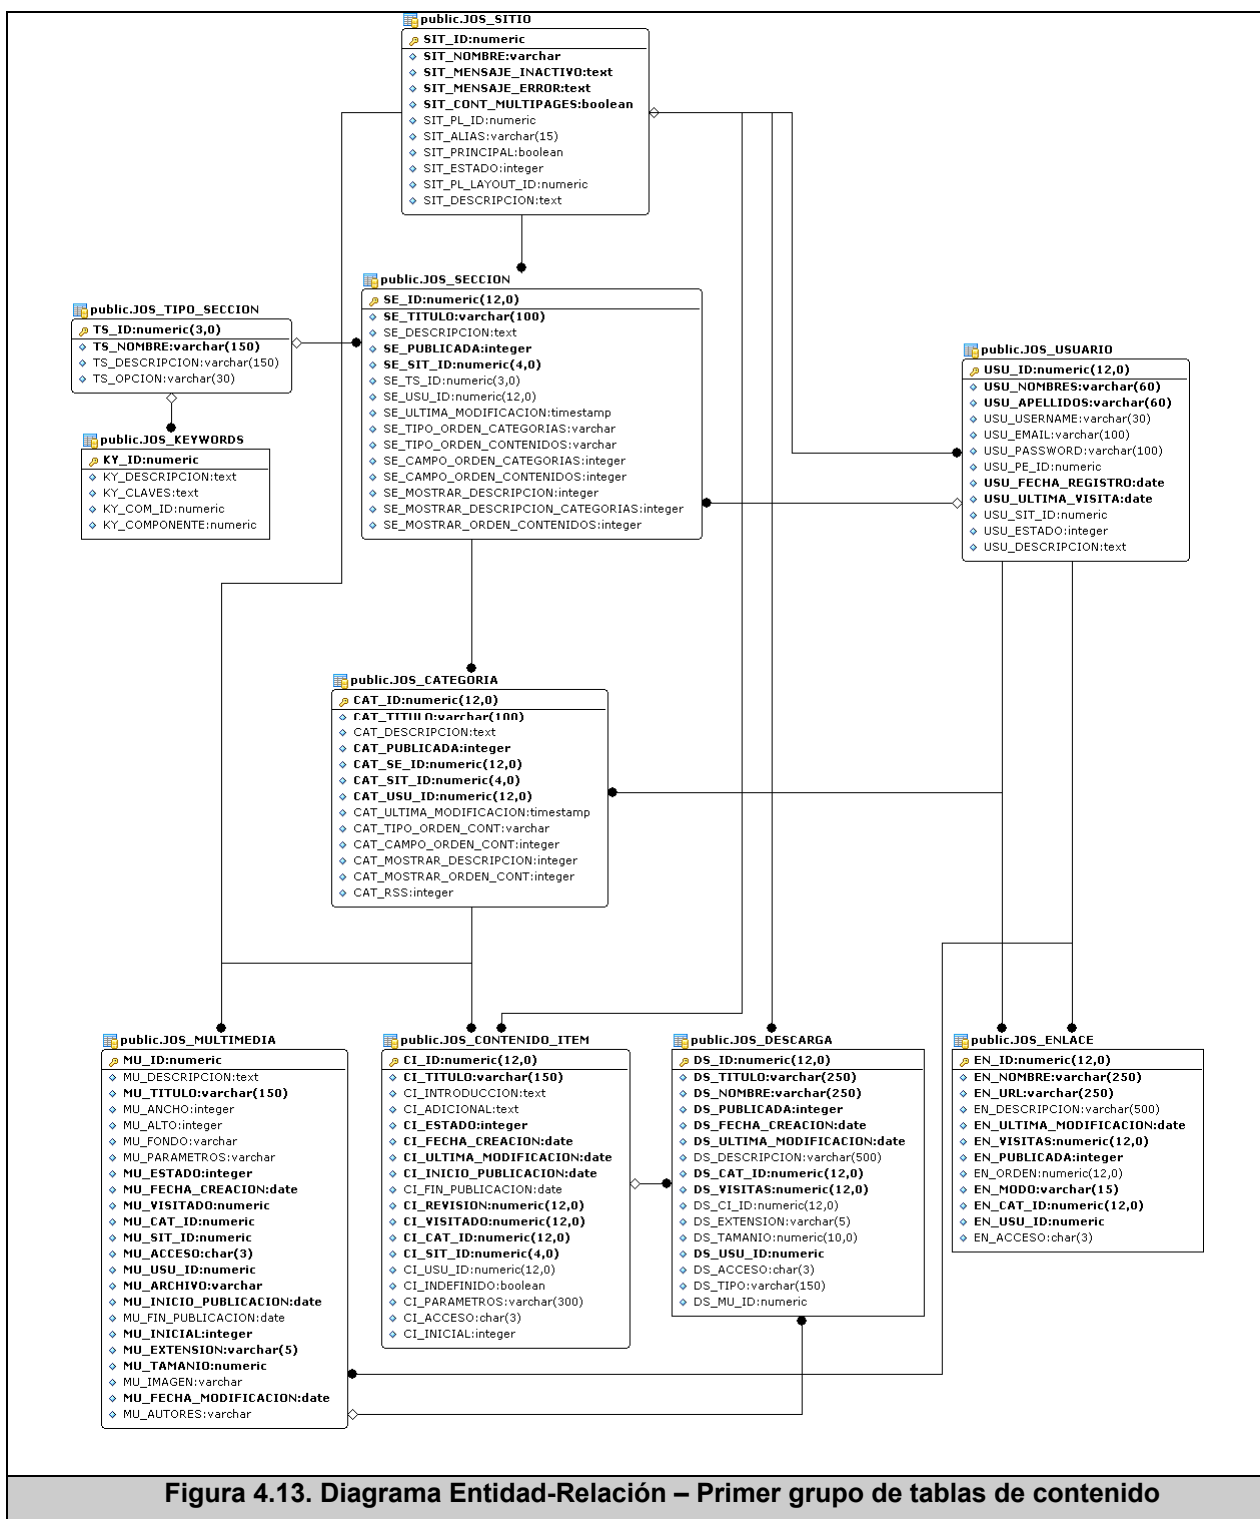 public.JOS_SITIO
SIT_ID:numeric
SIT_NOMBRE:varchar
SIT_MENSAJE_INACTIVO:text
SIT_MENSAJE_ERROR:text
SIT_CONT_MULTIPAGES:boolean
SIT_PL_ID:numeric
SIT_ALIAS:varchar(15)
SIT_PRINCIPAL:boolean
SIT_ESTADO:integer
SIT_PL_LAYOUT_ID:numeric
SIT_DESCRIPCION:text
public.JOS_SECCION
SE_ID:numeric(12,0)
SE_TITULO:varchar(100)
SE_DESCRIPCION:text
SE_PUBLICADA:integer
SE_SIT_ID:numeric(4,0)
SE_TS_ID:numeric(3,0)
SE_USU_ID:numeric(12,0)
SE_ULTIMA_MODIFICACION:timestamp
SE_TIPO_ORDEN_CATEGORIAS:varchar
SE_TIPO_ORDEN_CONTENIDOS:varchar
SE_CAMPO_ORDEN_CATEGORIAS:integer
SE_CAMPO_ORDEN_CONTENIDOS:integer
SE_MOSTRAR_DESCRIPCION:integer
SE_MOSTRAR_DESCRIPCION_CATEGORIAS:integer
SE_MOSTRAR_ORDEN_CONTENIDOS:integer
public.JOS_TIPO_SECCION
TS_ID:numeric(3,0)
TS_NOMBRE:varchar(150)
TS_DESCRIPCION:varchar(150)
TS_OPCION:varchar(30)
public.JOS_KEYWORDS
KY_ID:numeric
KY_DESCRIPCION:text
KY_CLAVES:text
KY_COM_ID:numeric
KY_COMPONENTE:numeric
public.JOS_USUARIO
USU_ID:numeric(12,0)
USU_NOMBRES:varchar(60)
USU_APELLIDOS:varchar(60)
USU_USERNAME:varchar(30)
USU_EMAIL:varchar(100)
USU_PASSWORD:varchar(100)
USU_PE_ID:numeric
USU_FECHA_REGISTRO:date
USU_ULTIMA_VISITA:date
USU_SIT_ID:numeric
USU_ESTADO:integer
USU_DESCRIPCION:text
public.JOS_CATEGORIA
CAT_ID:numeric(12,0)
CAT_TITULO:varchar(100)
CAT_DESCRIPCION:text
CAT_PUBLICADA:integer
CAT_SE_ID:numeric(12,0)
CAT_SIT_ID:numeric(4,0)
CAT_USU_ID:numeric(12,0)
CAT_ULTIMA_MODIFICACION:timestamp
CAT_TIPO_ORDEN_CONT:varchar
CAT_CAMPO_ORDEN_CONT:integer
CAT_MOSTRAR_DESCRIPCION:integer
CAT_MOSTRAR_ORDEN_CONT:integer
CAT_RSS:integer
public.JOS_MULTIMEDIA
MU_ID:numeric
MU_DESCRIPCION:text
MU_TITULO:varchar(150)
MU_ANCHO:integer
MU_ALTO:integer
MU_FONDO:varchar
MU_PARAMETROS:varchar
MU_ESTADO:integer
MU_FECHA_CREACION:date
MU_VISITADO:numeric
MU_CAT_ID:numeric
MU_SIT_ID:numeric
MU_ACCESO:char(3)
MU_USU_ID:numeric
MU_ARCHIVO:varchar
MU_INICIO_PUBLICACION:date
MU_FIN_PUBLICACION:date
MU_INICIAL:integer
MU_EXTENSION:varchar(5)
MU_TAMANIO:numeric
MU_IMAGEN:varchar
MU_FECHA_MODIFICACION:date
MU_AUTORES:varchar
public.JOS_CONTENIDO_ITEM
CI_ID:numeric(12,0)
CI_TITULO:varchar(150)
CI_INTRODUCCION:text
CI_ADICIONAL:text
CI_ESTADO:integer
CI_FECHA_CREACION:date
CI_ULTIMA_MODIFICACION:date
CI_INICIO_PUBLICACION:date
CI_FIN_PUBLICACION:date
CI_REVISION:numeric(12,0)
CI_VISITADO:numeric(12,0)
CI_CAT_ID:numeric(12,0)
CI_SIT_ID:numeric(4,0)
CI_USU_ID:numeric(12,0)
CI_INDEFINIDO:boolean
CI_PARAMETROS:varchar(300)
CI_ACCESO:char(3)
CI_INICIAL:integer
public.JOS_DESCARGA
DS_ID:numeric(12,0)
DS_TITULO:varchar(250)
DS_NOMBRE:varchar(250)
DS_PUBLICADA:integer
DS_FECHA_CREACION:date
DS_ULTIMA_MODIFICACION:date
DS_DESCRIPCION:varchar(500)
DS_CAT_ID:numeric(12,0)
DS_VISITAS:numeric(12,0)
DS_CI_ID:numeric(12,0)
DS_EXTENSION:varchar(5)
DS_TAMANIO:numeric(10,0)
DS_USU_ID:numeric
DS_ACCESO:char(3)
DS_TIPO:varchar(150)
DS_MU_ID:numeric
public.JOS_ENLACE
EN_ID:numeric(12,0)
EN_NOMBRE:varchar(250)
EN_URL:varchar(250)
EN_DESCRIPCION:varchar(500)
EN_ULTIMA_MODIFICACION:date
EN_VISITAS:numeric(12,0)
EN_PUBLICADA:integer
EN_ORDEN:numeric(12,0)
EN_MODO:varchar(15)
EN_CAT_ID:numeric(12,0)
EN_USU_ID:numeric
EN_ACCESO:char(3)
Figura 4.13. Diagrama Entidad-Relación – Primer grupo de tablas de contenido